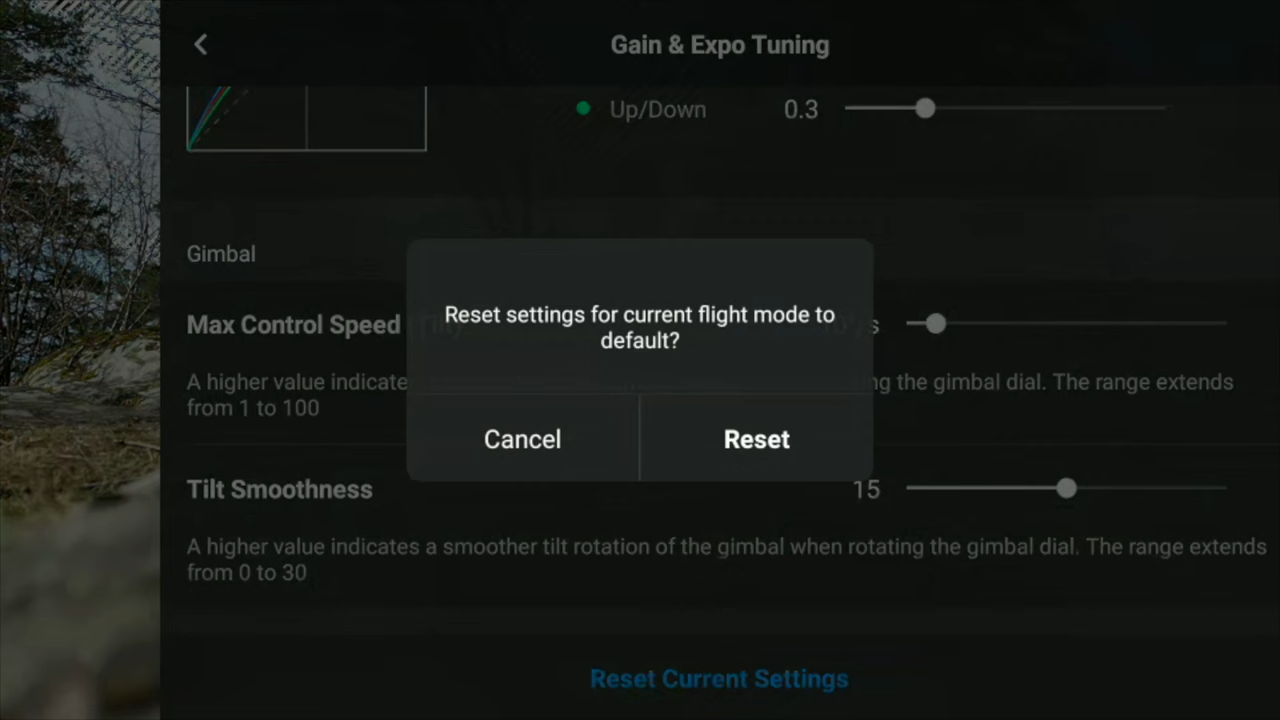 Gain & Expo Tuning
Up/Down 0.3
Gimbal
Max Control Speed
Reset settings for current flight mode to
default?
A higher value indicate ng the gimbal dial. The range extends
from 1 to 100
Cancel Reset
Tilt Smoothness 15
A higher value indicates a smoother tilt rotation of the gimbal when rotating the gimbal dial. The range extends
from 0 to 30
Reset Current Settings